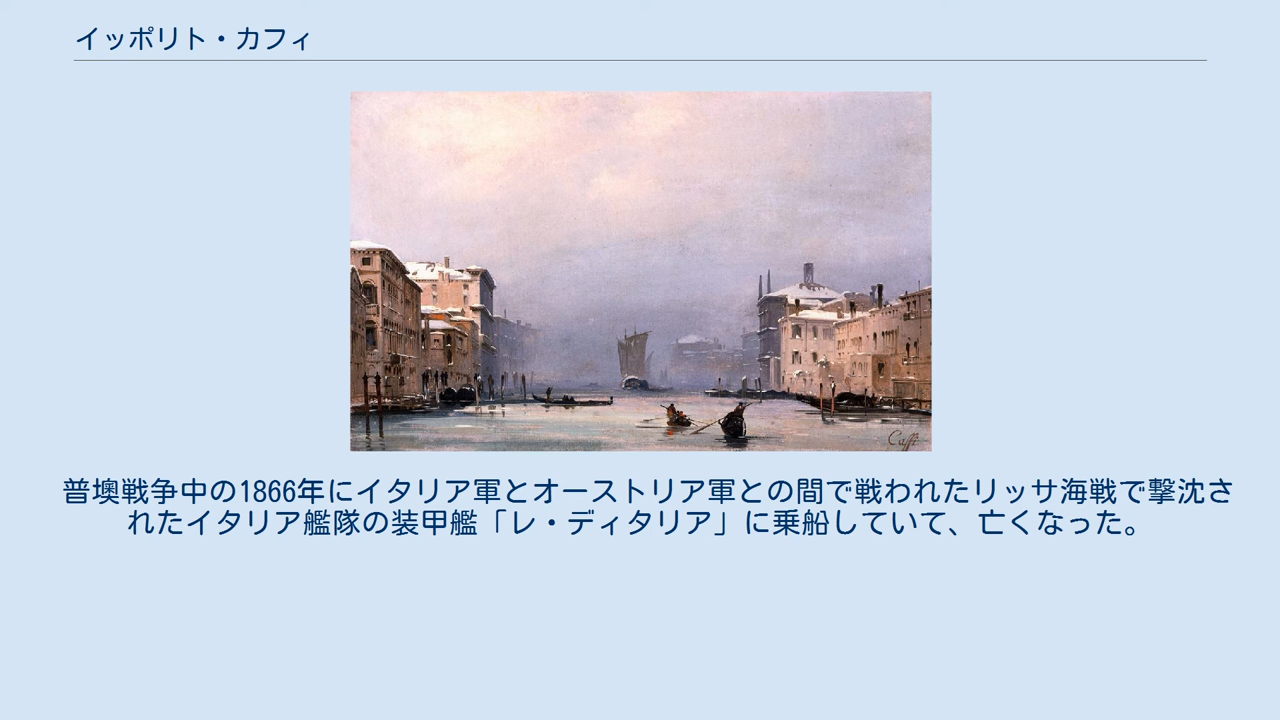 イッポリト・カフィ
Caffi
普墺戦争中の1866年にイタリア軍とオーストリア軍との間で戦われたリッサ海戦で撃沈さ
れたイタリア艦隊の装甲艦「レ・ディタリア」に乗船していて、亡くなった。